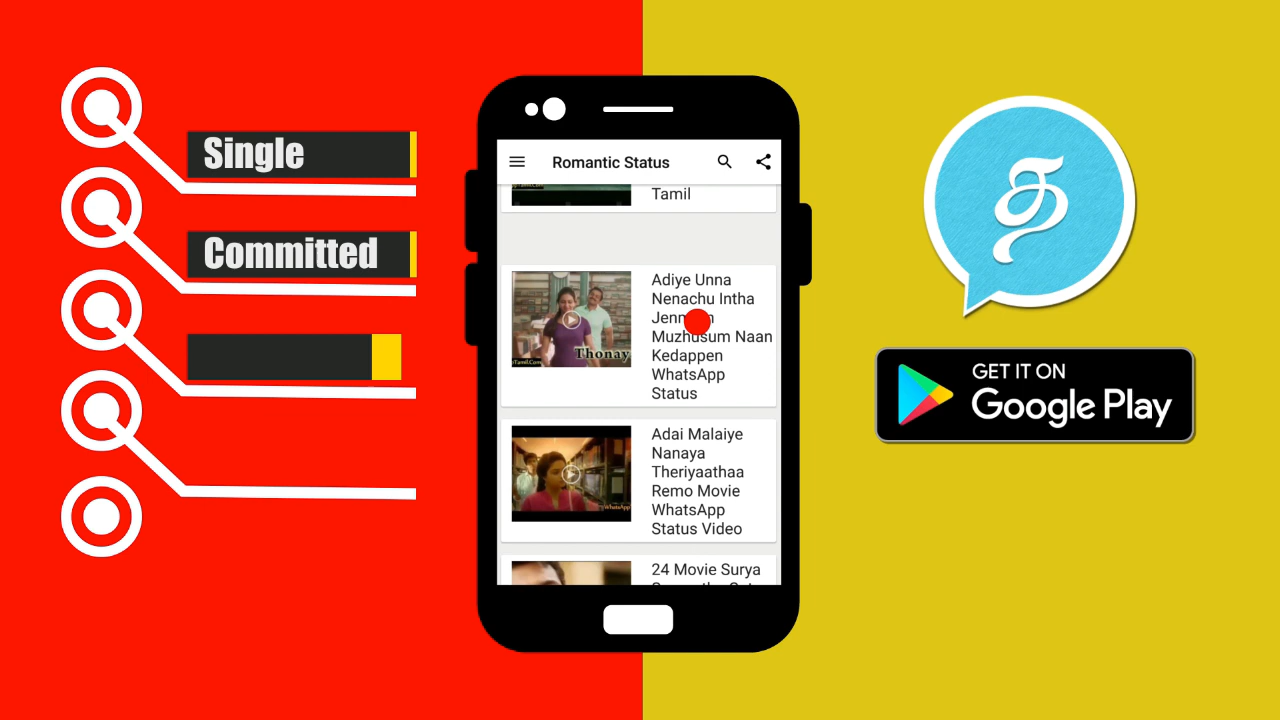 Single
Committed
Romantic Status
Tamil
Adiye Unna
Nenachu Intha
Muzhusum Naan
Kedappen
WhatsApp
Status
Thonay
Adai Malaiye
Nanaya
Theriyaathaa
Remo Movie
WhatsApp
Status Video
WhatsApp
24 Movie Surya
த
GET IT ON
Google Play